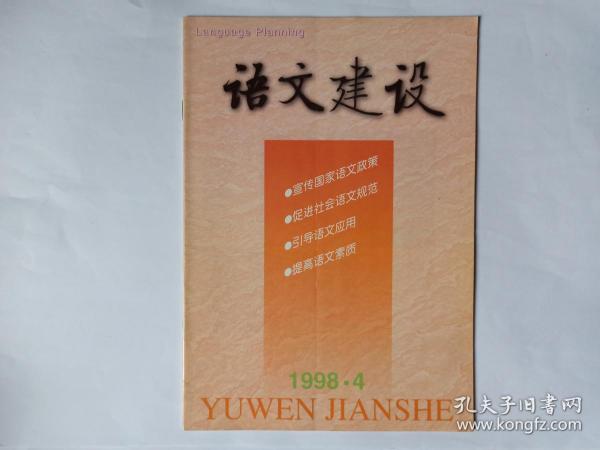 Language Planning
语文建设
●宣传国家语文政策
●促进社会语文规范
●引导语文应用
●提高语文素质
1998·4
YUWEN JIANSHE
孔夫子旧书网
www.kongfz.com